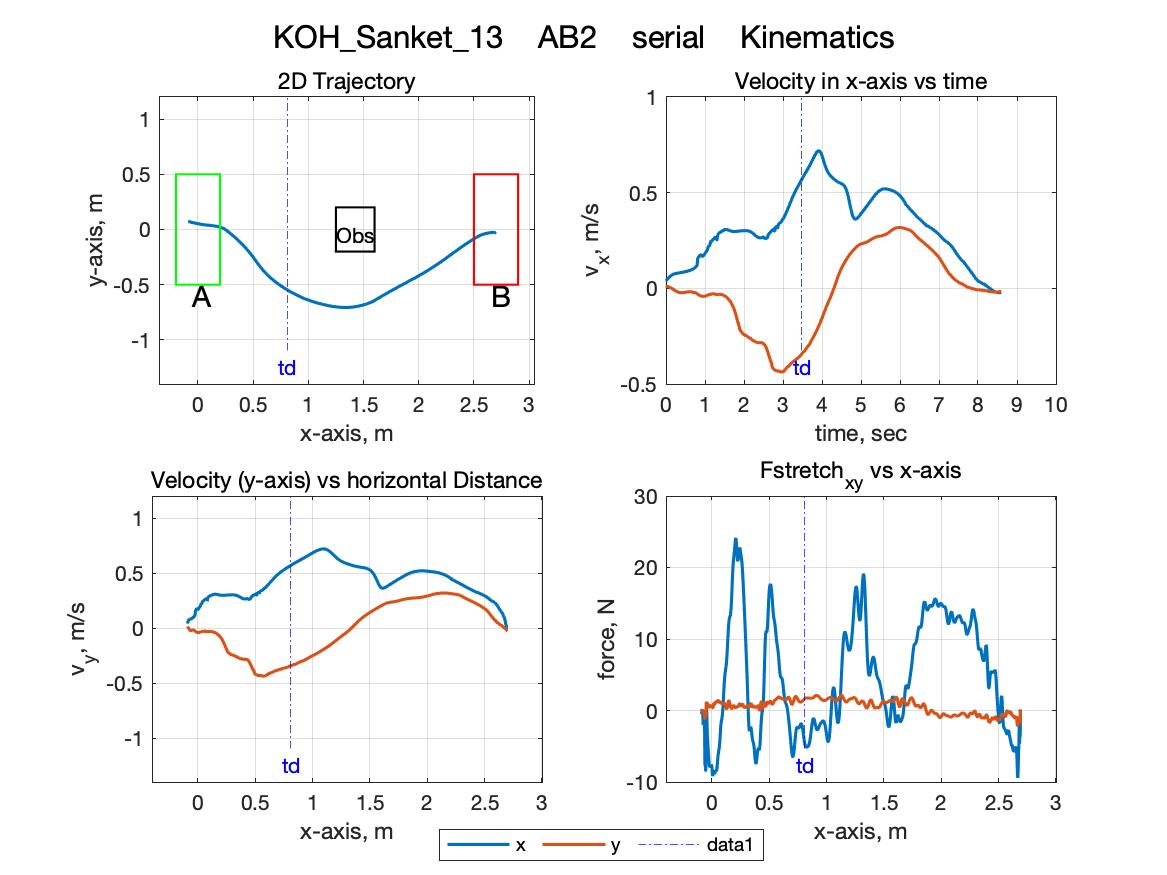 KOH_Sanket_13 AB2 serial Kinematics
2D Trajectory
1
0.5
0
-0.5
-1
y-axis, m
A
Obs
B
td
0 0.5 1 1.5 2 2.5 3
x-axis, m
Velocity in x-axis vs time
1
0.5
0
-0.5
v_x, m/s
td
0 1 2 3 4 5 6 7 8 9 10
time, sec
Velocity (y-axis) vs horizontal Distance
1
0.5
0
-0.5
-1
v_y, m/s
td
0 0.5 1 1.5 2 2.5 3
x-axis, m
Fstretch_xy vs x-axis
30
20
10
0
-10
force, N
td
0 0.5 1 1.5 2 2.5 3
x-axis, m
x y data1